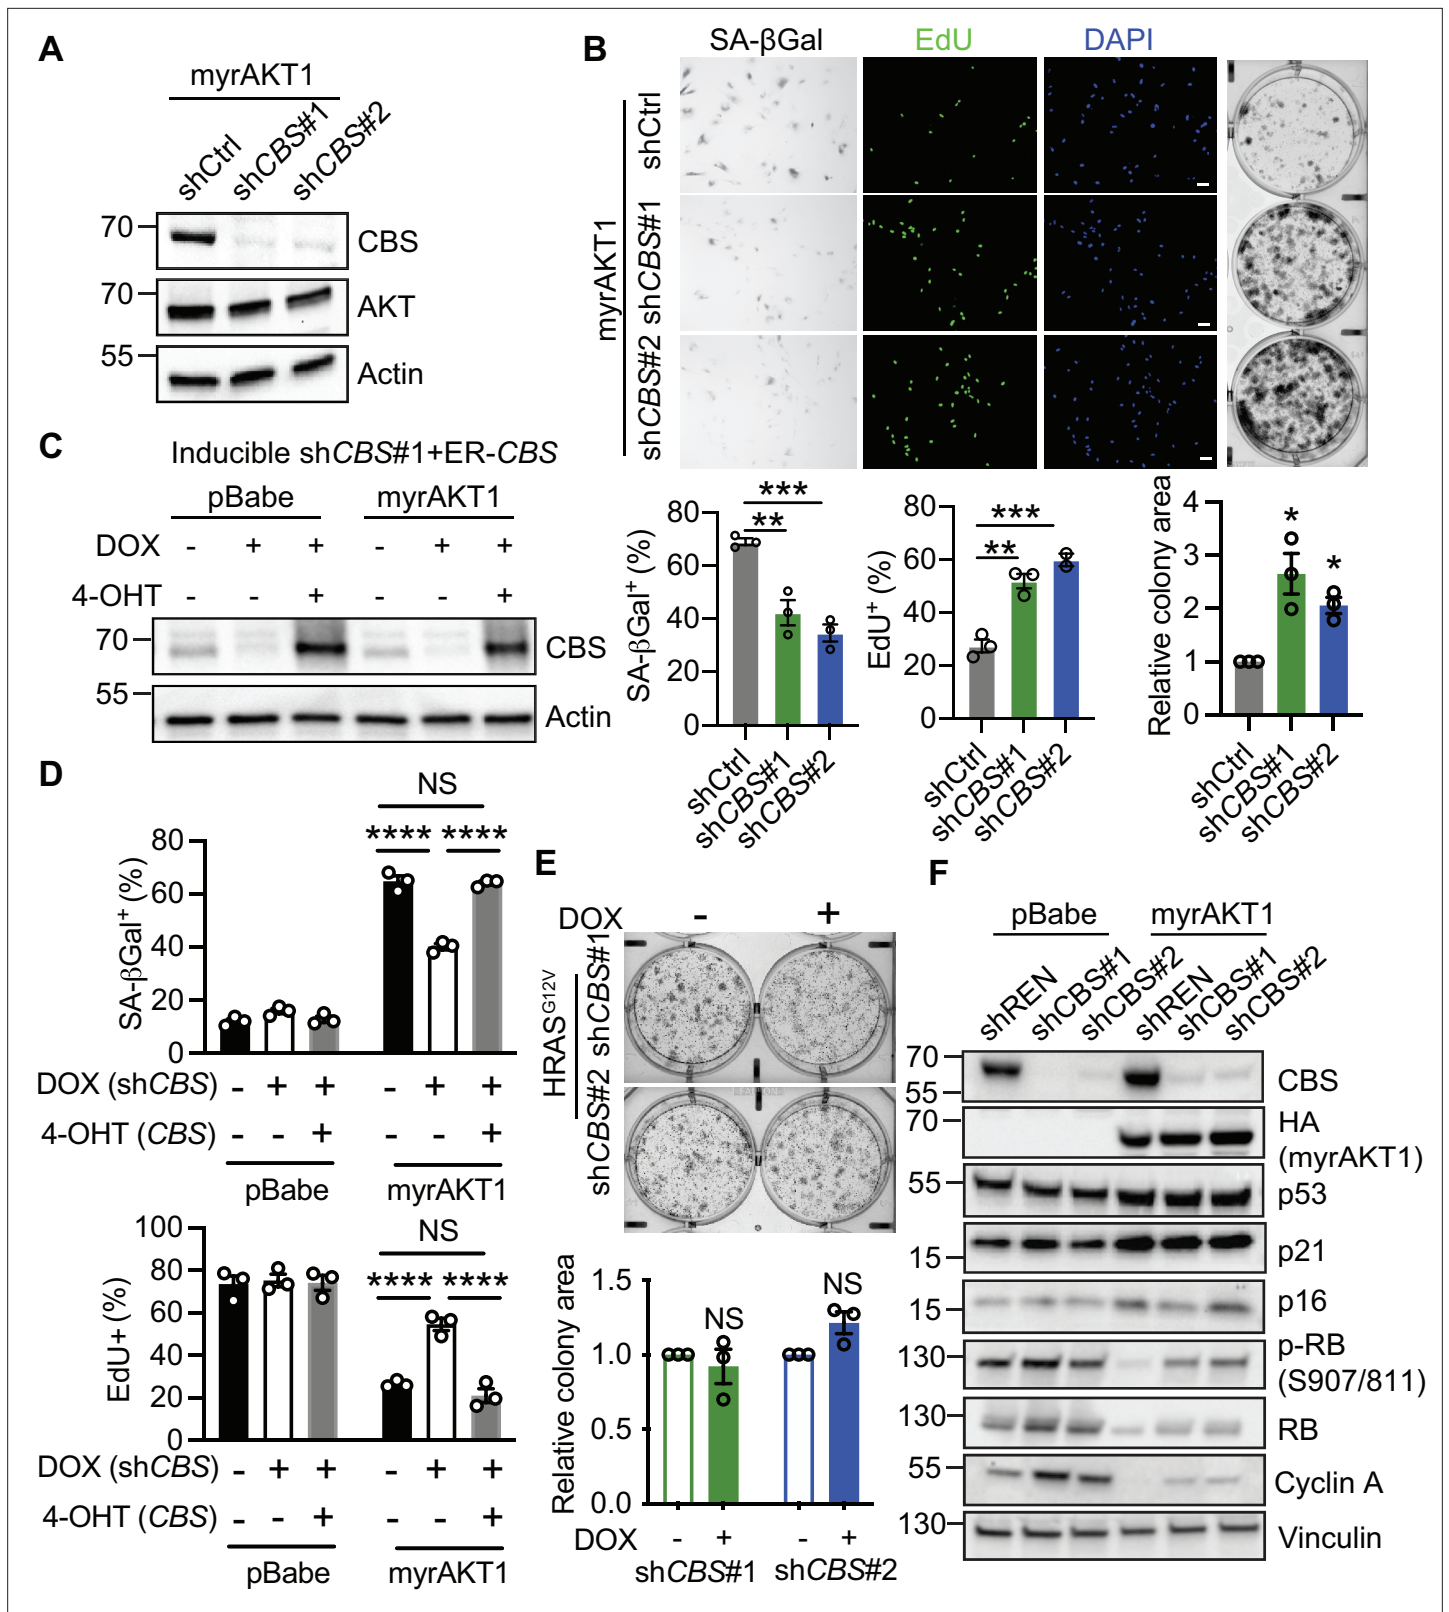 A
myrAKT1
shCtrl
shCBS#1
shCBS#2
70
CBS
70
AKT
55
Actin
B
SA-βGal
EdU
DAPI
myrAKT1
shCtrl
shCBS#1
shCBS#2
SA-βGal⁺ (%)
80
60
40
20
0
***
**
shCtrl
shCBS#1
shCBS#2
EdU⁺ (%)
80
60
40
20
0
***
**
shCtrl
shCBS#1
shCBS#2
Relative colony area
4
3
2
1
0
*
*
shCtrl
shCBS#1
shCBS#2
C
Inducible shCBS#1+ER-CBS
pBabe
myrAKT1
DOX - + + - + +
4-OHT - - + - - +
70
CBS
55
Actin
D
SA-βGal⁺ (%)
80
60
40
20
0
NS
**** ****
DOX (shCBS) - + + - + +
4-OHT (CBS) - - + - - +
pBabe
myrAKT1
EdU+ (%)
100
80
60
40
20
0
NS
**** ****
DOX (shCBS) - + + - + +
4-OHT (CBS) - - + - - +
pBabe
myrAKT1
E
DOX - +
HRASᴳ¹²ⱽ
shCBS#1
shCBS#2
Relative colony area
1.5
1.0
0.5
0.0
NS
NS
DOX - + - +
shCBS#1 shCBS#2
F
pBabe
myrAKT1
shREN
shCBS#1
shCBS#2
shREN
shCBS#1
shCBS#2
70
55
CBS
70
HA
(myrAKT1)
55
p53
15
p21
15
p16
130
p-RB
(S907/811)
130
RB
55
Cyclin A
130
Vinculin